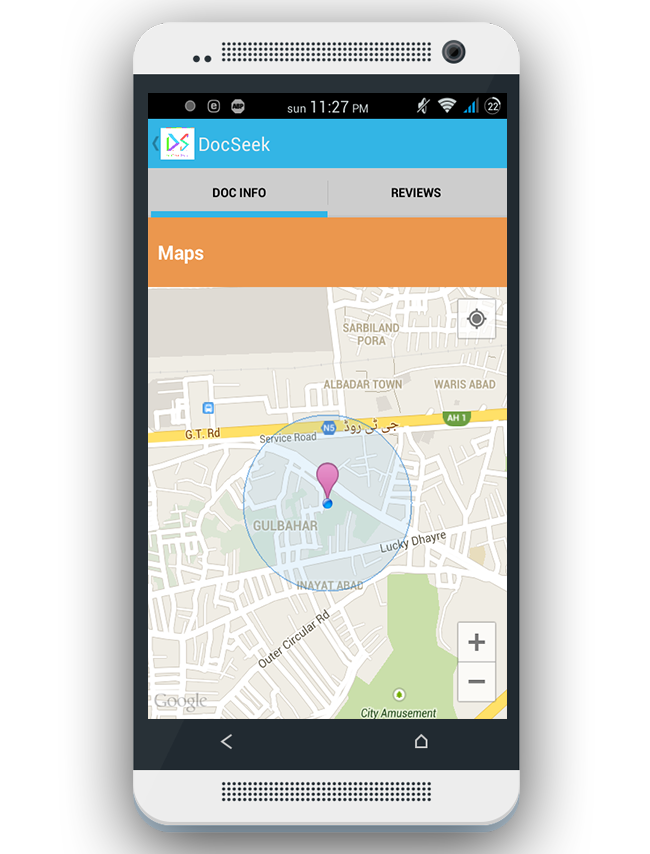 sun 11:27 PM
22
DocSeek
DOC INFO
REVIEWS
Maps
SARBILAND
PORA
ALBADAR TOWN
WARIS ABAD
AH 1
N5
جی ٹی روڈ
G.T. Rd
Service Road
GULBAHAR
Lucky Dhayre
INAYAT ABAD
Outer Circular Rd
Google
City Amusement